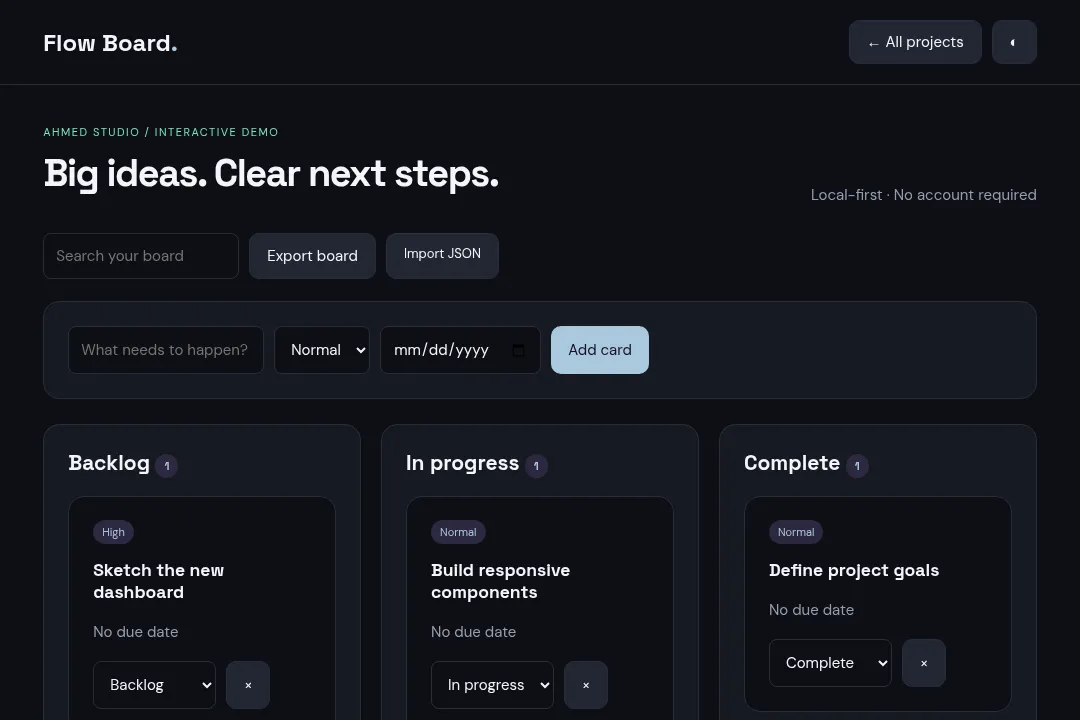 Flow Board.
← All projects
AHMED STUDIO / INTERACTIVE DEMO
Big ideas. Clear next steps.
Local-first · No account required
Search your board
Export board
Import JSON
What needs to happen?
Normal
mm/dd/yyyy
Add card
Backlog 1
High
Sketch the new
dashboard
No due date
Backlog
×
In progress 1
Normal
Build responsive
components
No due date
In progress
×
Complete 1
Normal
Define project goals
No due date
Complete
×